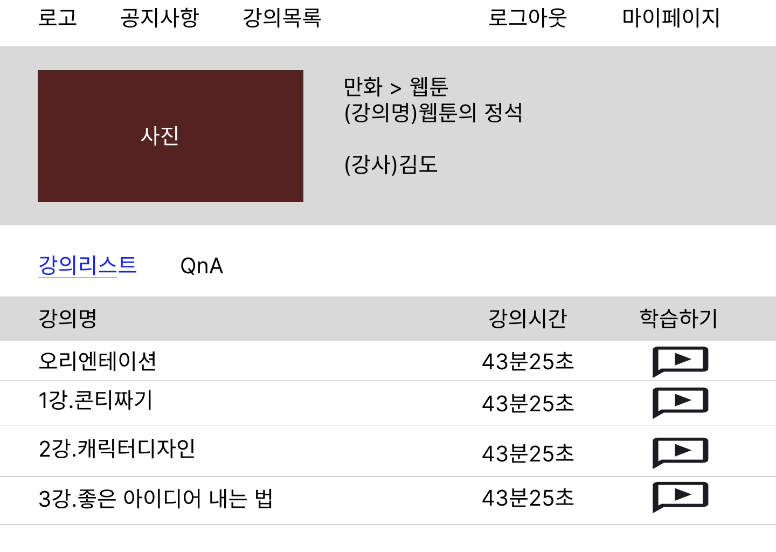 로고 공지사항 강의목록 로그아웃 마이페이지
사진
만화 > 웹툰
(강의명)웹툰의 정석
(강사)김도
강의리스트 QnA
강의명 강의시간 학습하기
오리엔테이션 43분25초
1강.콘티짜기 43분25초
2강.캐릭터디자인 43분25초
3강.좋은 아이디어 내는 법 43분25초